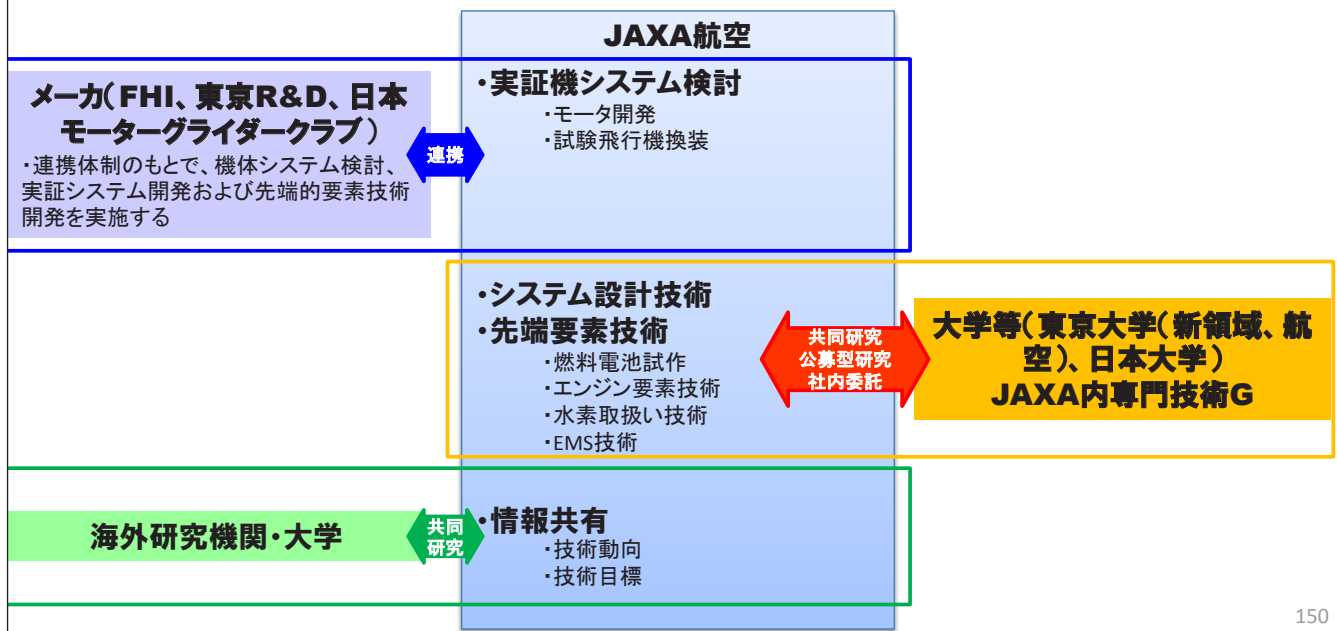 JAXA航空
メーカ(FHI、東京R&D、日本
モーターグライダークラブ)
・連携体制のもとで、機体システム検討、
実証システム開発および先端的要素技術
開発を実施する
連携
・実証機システム検討
・モータ開発
・試験飛行機換装
・システム設計技術
・先端要素技術
・燃料電池試作
・エンジン要素技術
・水素取扱い技術
・EMS技術
共同研究
公募型研究
社内委託
大学等(東京大学(新領域、航
空)、日本大学)
JAXA内専門技術G
海外研究機関・大学
共同
研究
・情報共有
・技術動向
・技術目標
150